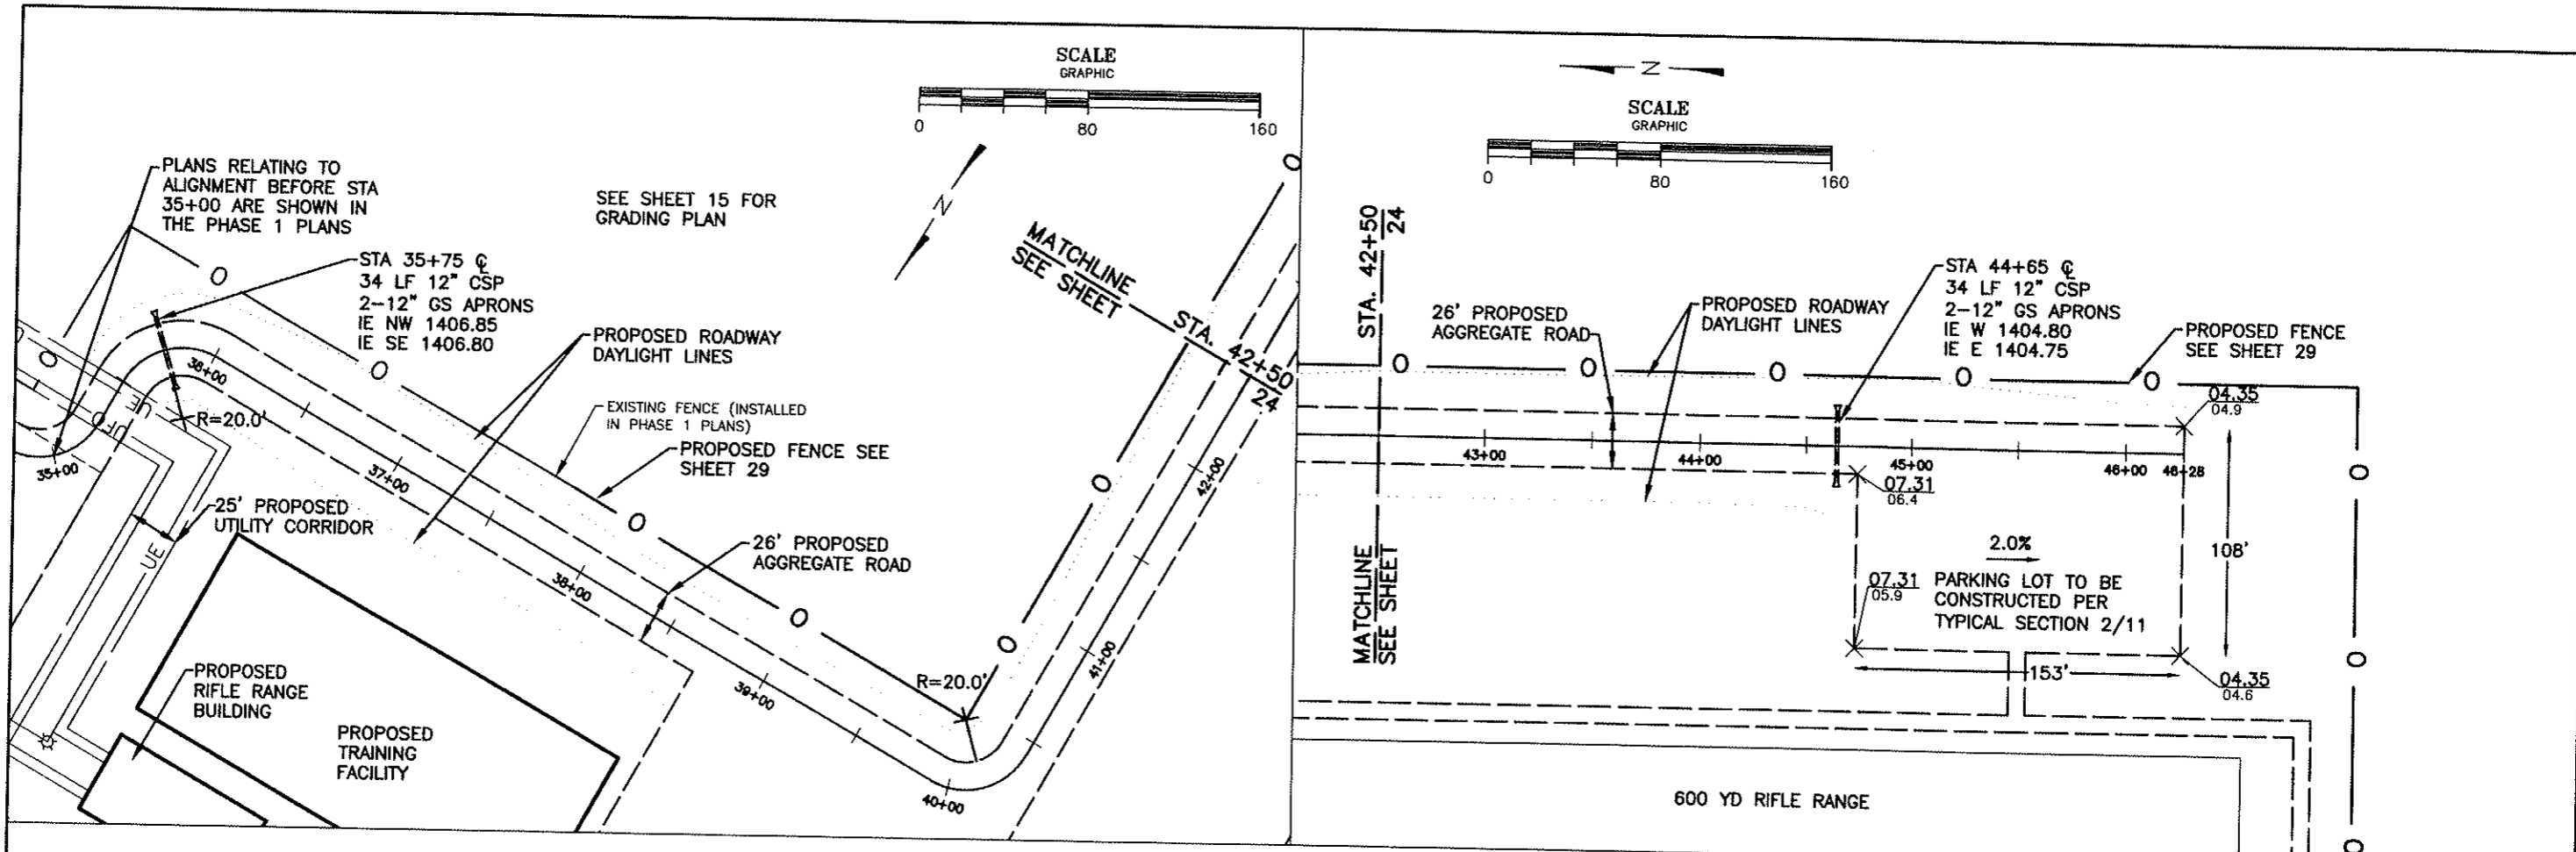 SCALE
GRAPHIC
0 80 160
PLANS RELATING TO
ALIGNMENT BEFORE STA
35+00 ARE SHOWN IN
THE PHASE 1 PLANS
SEE SHEET 15 FOR
GRADING PLAN
N
STA 35+75 ℄
34 LF 12" CSP
2-12" GS APRONS
IE NW 1406.85
IE SE 1406.80
PROPOSED ROADWAY
DAYLIGHT LINES
EXISTING FENCE (INSTALLED
IN PHASE 1 PLANS)
PROPOSED FENCE SEE
SHEET 29
MATCHLINE
SEE SHEET
STA. 42+50
24
R=20.0'
UE
UFO
35+00
36+00
37+00
38+00
39+00
40+00
41+00
42+00
25' PROPOSED
UTILITY CORRIDOR
UE
26' PROPOSED
AGGREGATE ROAD
R=20.0'
PROPOSED
RIFLE RANGE
BUILDING
PROPOSED
TRAINING
FACILITY
N
SCALE
GRAPHIC
0 80 160
STA. 42+50
24
MATCHLINE
SEE SHEET
26' PROPOSED
AGGREGATE ROAD
PROPOSED ROADWAY
DAYLIGHT LINES
STA 44+65 ℄
34 LF 12" CSP
2-12" GS APRONS
IE W 1404.80
IE E 1404.75
PROPOSED FENCE
SEE SHEET 29
04.35
04.9
43+00
44+00
45+00
46+00
46+28
07.31
06.4
2.0%
108'
07.31
05.9
PARKING LOT TO BE
CONSTRUCTED PER
TYPICAL SECTION 2/11
153'
04.35
04.6
600 YD RIFLE RANGE